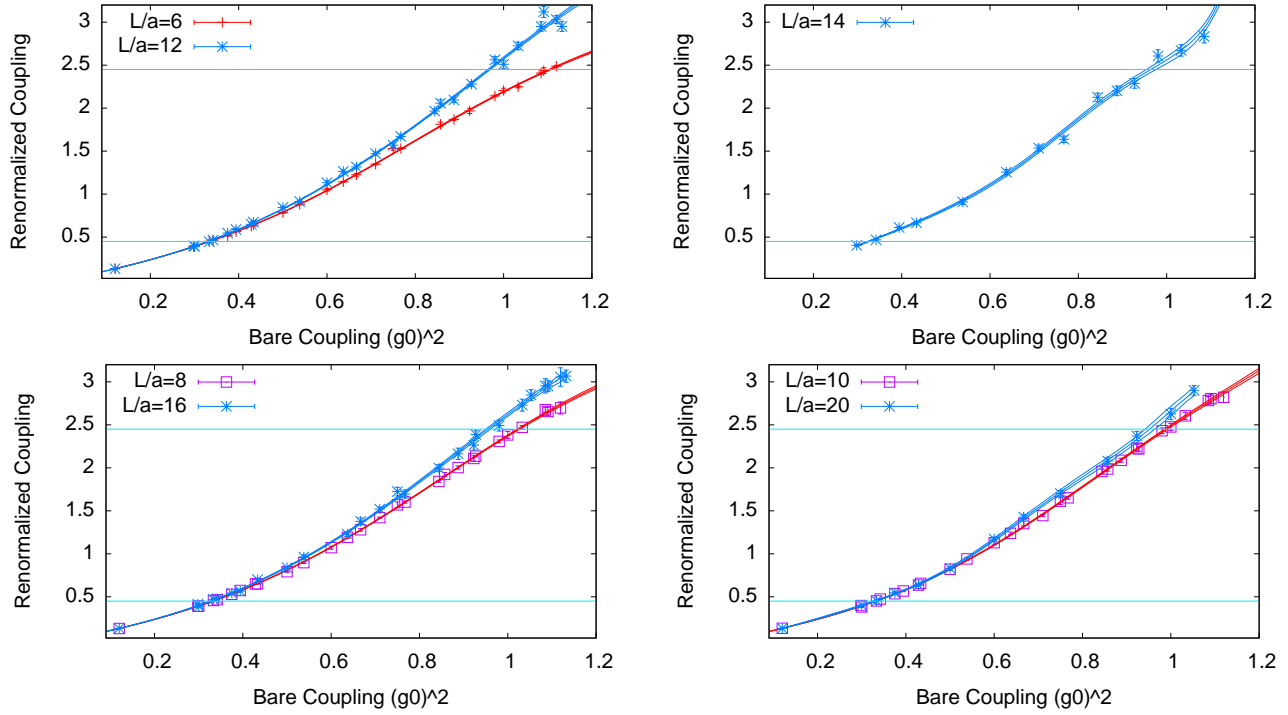 L/a=6
L/a=12
3
2.5
2
1.5
1
0.5
0.2 0.4 0.6 0.8 1 1.2
Renormalized Coupling
Bare Coupling (g0)^2
L/a=14
3
2.5
2
1.5
1
0.5
0.2 0.4 0.6 0.8 1 1.2
Renormalized Coupling
Bare Coupling (g0)^2
L/a=8
L/a=16
3
2.5
2
1.5
1
0.5
0.2 0.4 0.6 0.8 1 1.2
Renormalized Coupling
Bare Coupling (g0)^2
L/a=10
L/a=20
3
2.5
2
1.5
1
0.5
0.2 0.4 0.6 0.8 1 1.2
Renormalized Coupling
Bare Coupling (g0)^2